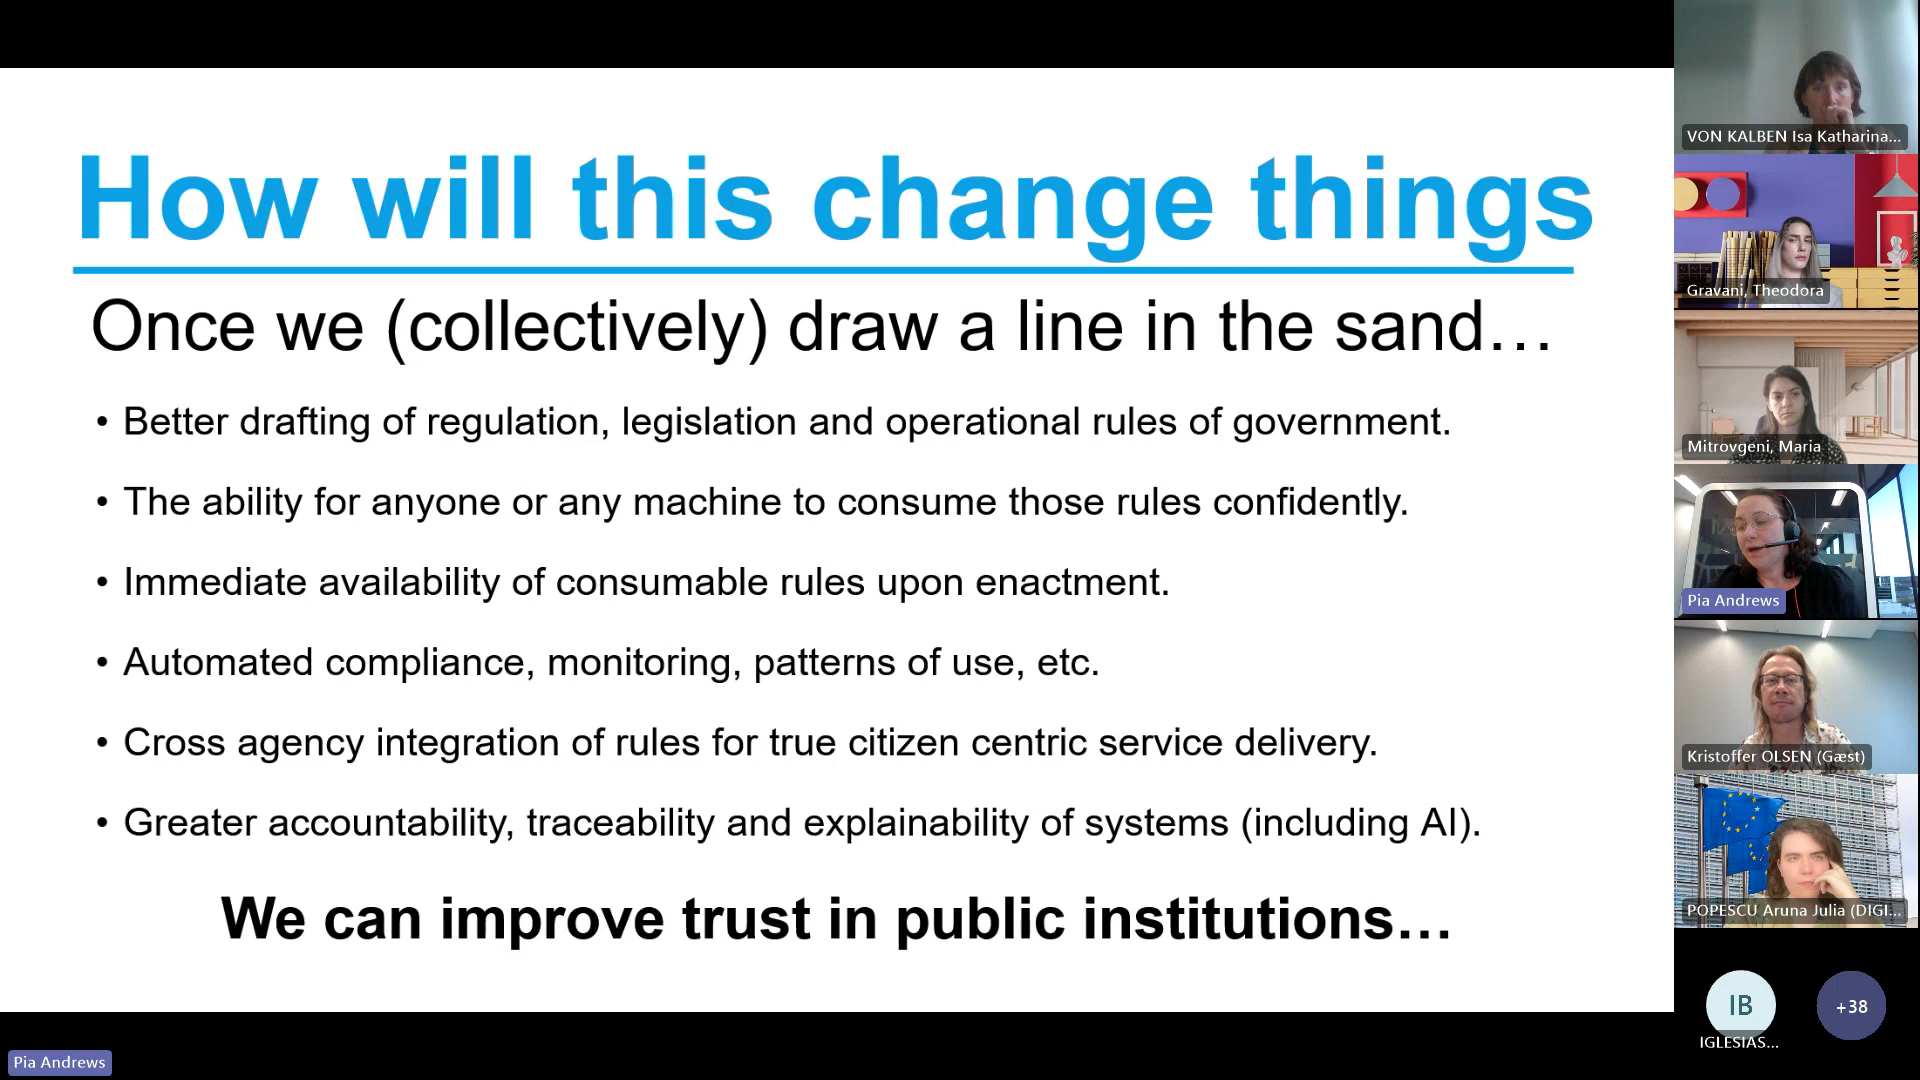 How will this change things
Once we (collectively) draw a line in the sand…
• Better drafting of regulation, legislation and operational rules of government.
• The ability for anyone or any machine to consume those rules confidently.
• Immediate availability of consumable rules upon enactment.
• Automated compliance, monitoring, patterns of use, etc.
• Cross agency integration of rules for true citizen centric service delivery.
• Greater accountability, traceability and explainability of systems (including AI).
We can improve trust in public institutions…
Pia Andrews
VON KALBEN Isa Katharina...
Gravani, Theodora
Mitrovgeni, Maria
Pia Andrews
Kristoffer OLSEN (Gæst)
POPESCU Aruna Julia (DIGI...
IB
IGLESIAS...
+38